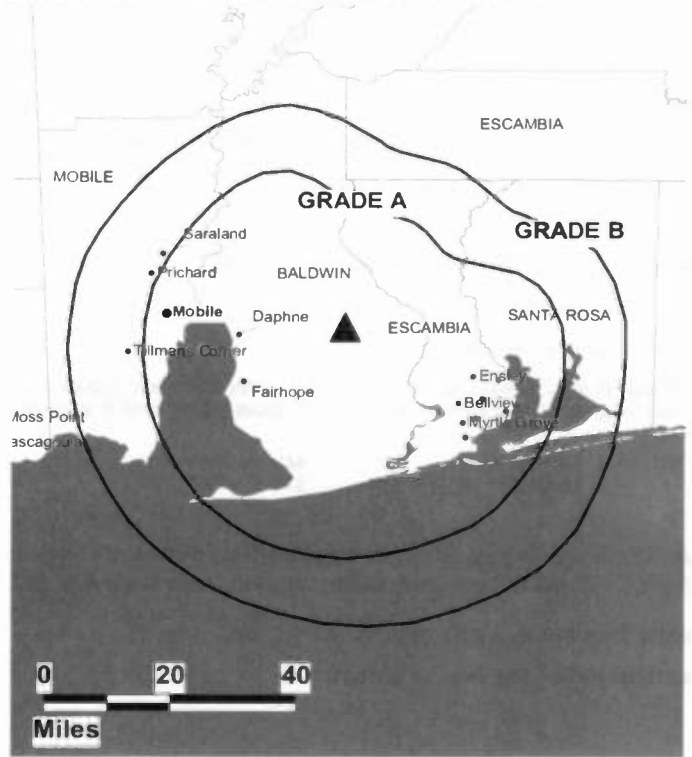 ESCAMBIA
MOBILE
GRADE A
GRADE B
Saraland
Prichard
BALDWIN
Mobile
Daphne
ESCAMBIA
SANTA ROSA
Tillmans Corner
Ensley
Fairhope
Bellview
Moss Point
Myrtle Grove
ascagoula
0 20 40
Miles